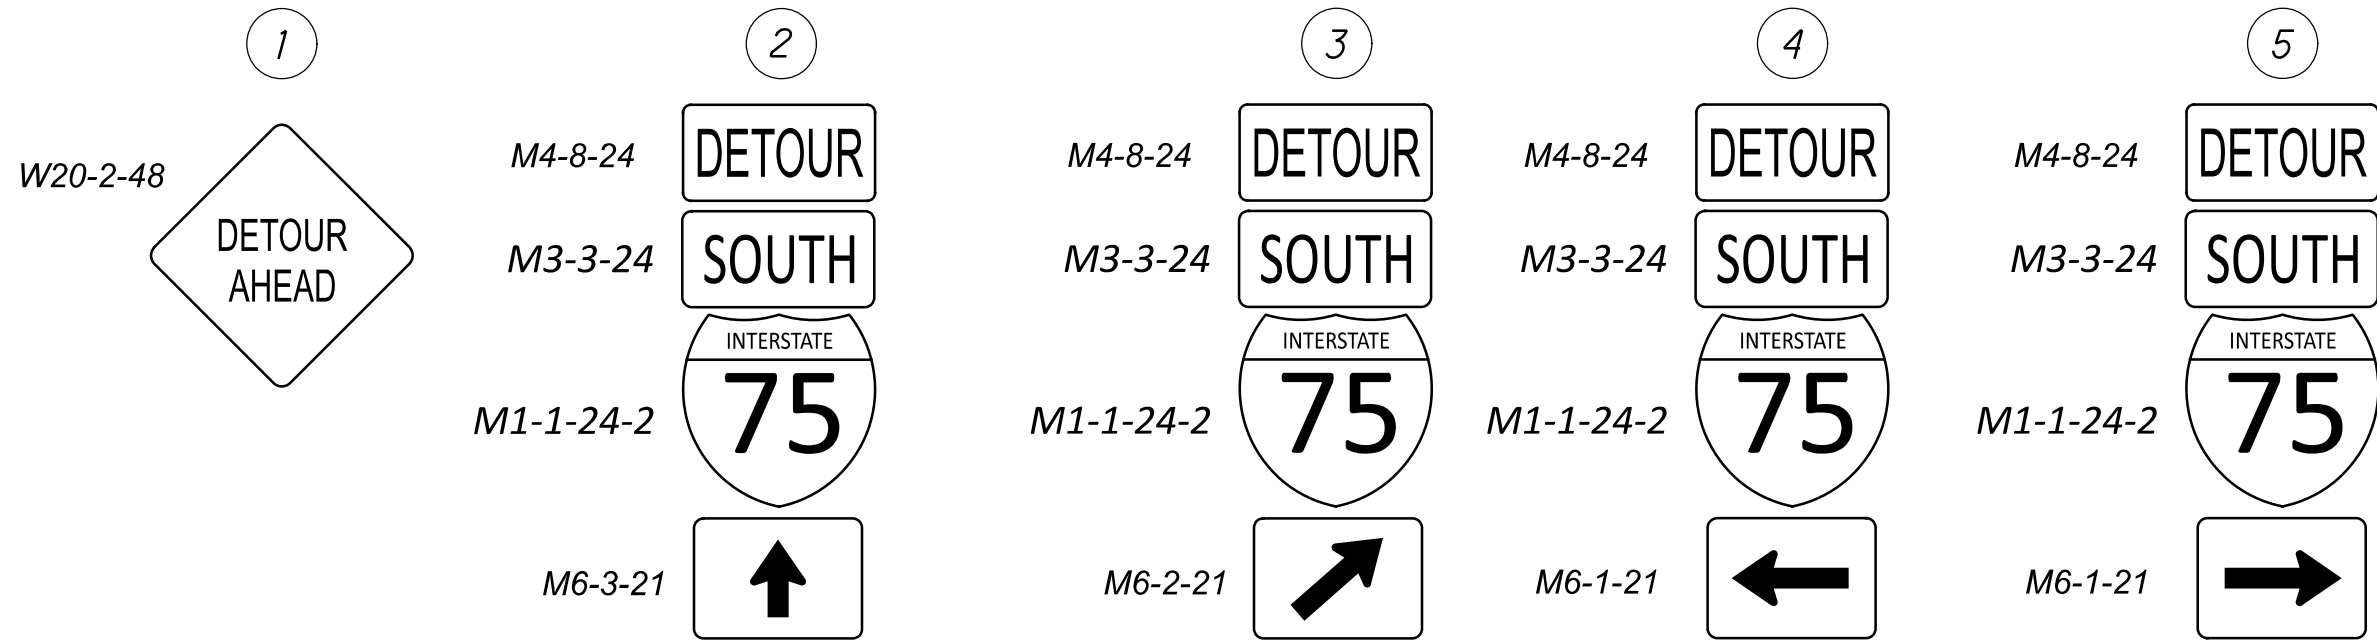 1
2
3
4
5
W20-2-48
DETOUR
AHEAD
M4-8-24
DETOUR
M3-3-24
SOUTH
INTERSTATE
M1-1-24-2
75
M6-3-21
M4-8-24
DETOUR
M3-3-24
SOUTH
INTERSTATE
M1-1-24-2
75
M6-2-21
M4-8-24
DETOUR
M3-3-24
SOUTH
INTERSTATE
M1-1-24-2
75
M6-1-21
M4-8-24
DETOUR
M3-3-24
SOUTH
INTERSTATE
M1-1-24-2
75
M6-1-21